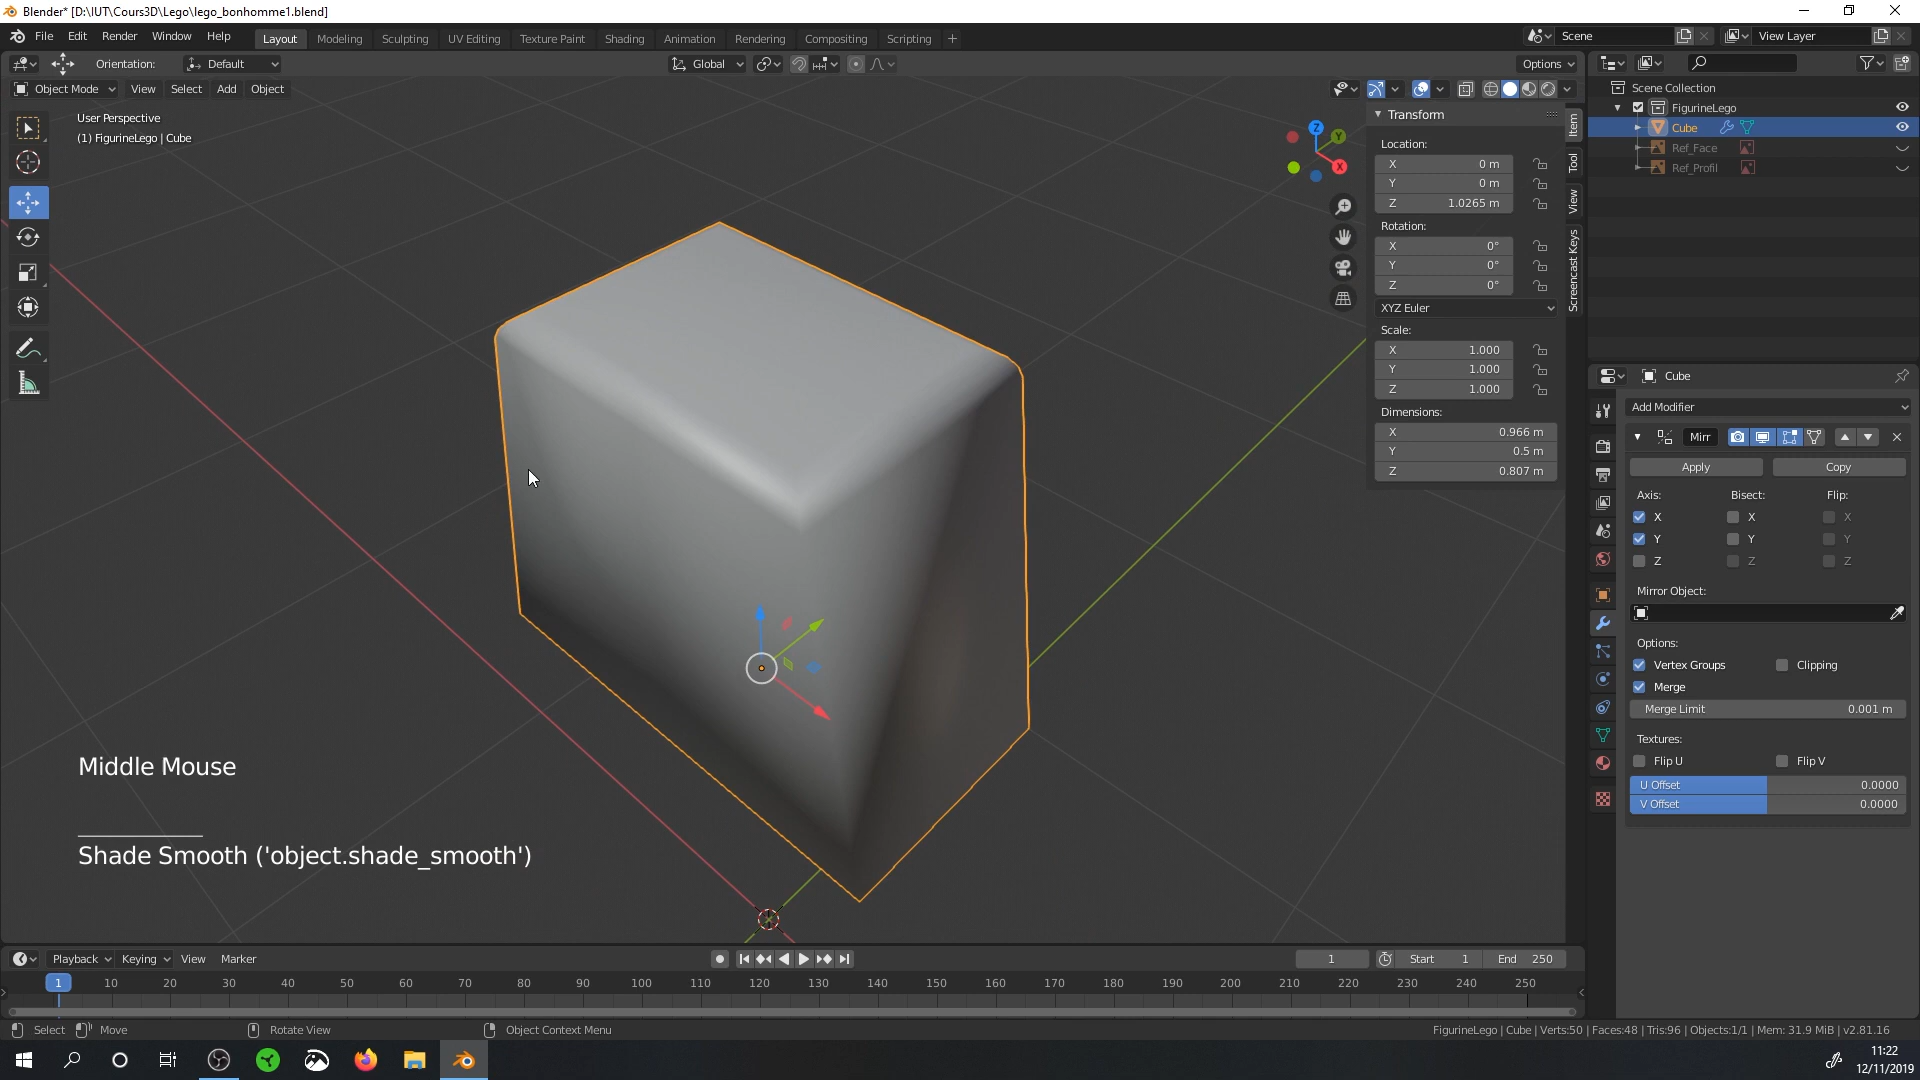 Blender* [D:\IUT\Cours3D\Lego\lego_bonhomme1.blend]
File Edit Render Window Help Layout Modeling Sculpting UV Editing Texture Paint Shading Animation Rendering Compositing Scripting + Scene View Layer
Orientation: Default Global Options
Object Mode View Select Add Object
User Perspective
(1) FigurineLego | Cube
Transform
Location:
X 0 m
Y 0 m
Z 1.0265 m
Rotation:
X 0°
Y 0°
Z 0°
XYZ Euler
Scale:
X 1.000
Y 1.000
Z 1.000
Dimensions:
X 0.966 m
Y 0.5 m
Z 0.807 m
Item
Tool
View
Screencast Keys
Z
Y
X
Scene Collection
FigurineLego
Cube
Ref_Face
Ref_Profil
Cube
Add Modifier
Mirr
Apply Copy
Axis: Bisect: Flip:
X X X
Y Y Y
Z Z Z
Mirror Object:
Options:
Vertex Groups Clipping
Merge
Merge Limit 0.001 m
Textures:
Flip U Flip V
U Offset 0.0000
V Offset 0.0000
Middle Mouse
Shade Smooth ('object.shade_smooth')
Playback Keying View Marker 1 Start 1 End 250
1 10 20 30 40 50 60 70 80 90 100 110 120 130 140 150 160 170 180 190 200 210 220 230 240 250
Select Move Rotate View Object Context Menu FigurineLego | Cube | Verts:50 | Faces:48 | Tris:96 | Objects:1/1 | Mem: 31.9 MiB | v2.81.16
11:22
12/11/2019